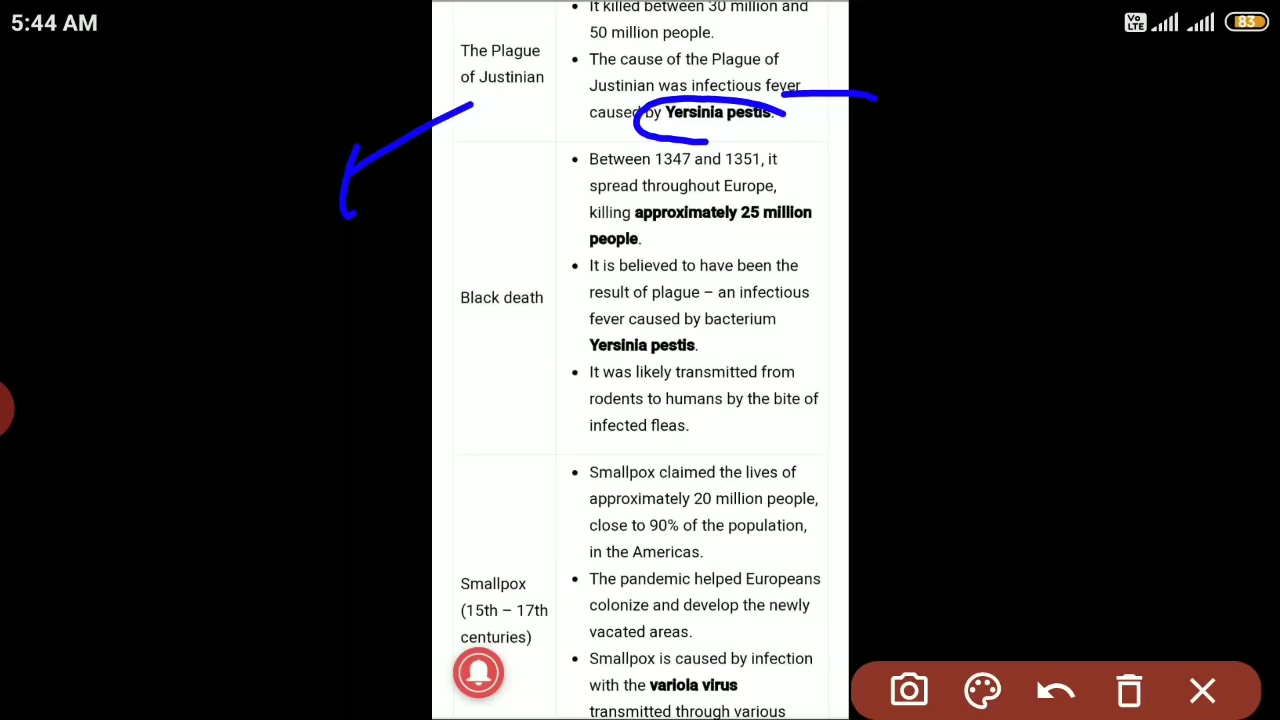 5:44 AM
Vo LTE
83
It killed between 30 million and
50 million people.
The Plague
of Justinian
The cause of the Plague of
Justinian was infectious fever
caused by Yersinia pestis.
Between 1347 and 1351, it
spread throughout Europe,
killing approximately 25 million
people.
Black death
It is believed to have been the
result of plague – an infectious
fever caused by bacterium
Yersinia pestis.
It was likely transmitted from
rodents to humans by the bite of
infected fleas.
Smallpox
(15th – 17th
centuries)
Smallpox claimed the lives of
approximately 20 million people,
close to 90% of the population,
in the Americas.
The pandemic helped Europeans
colonize and develop the newly
vacated areas.
Smallpox is caused by infection
with the variola virus
transmitted through various